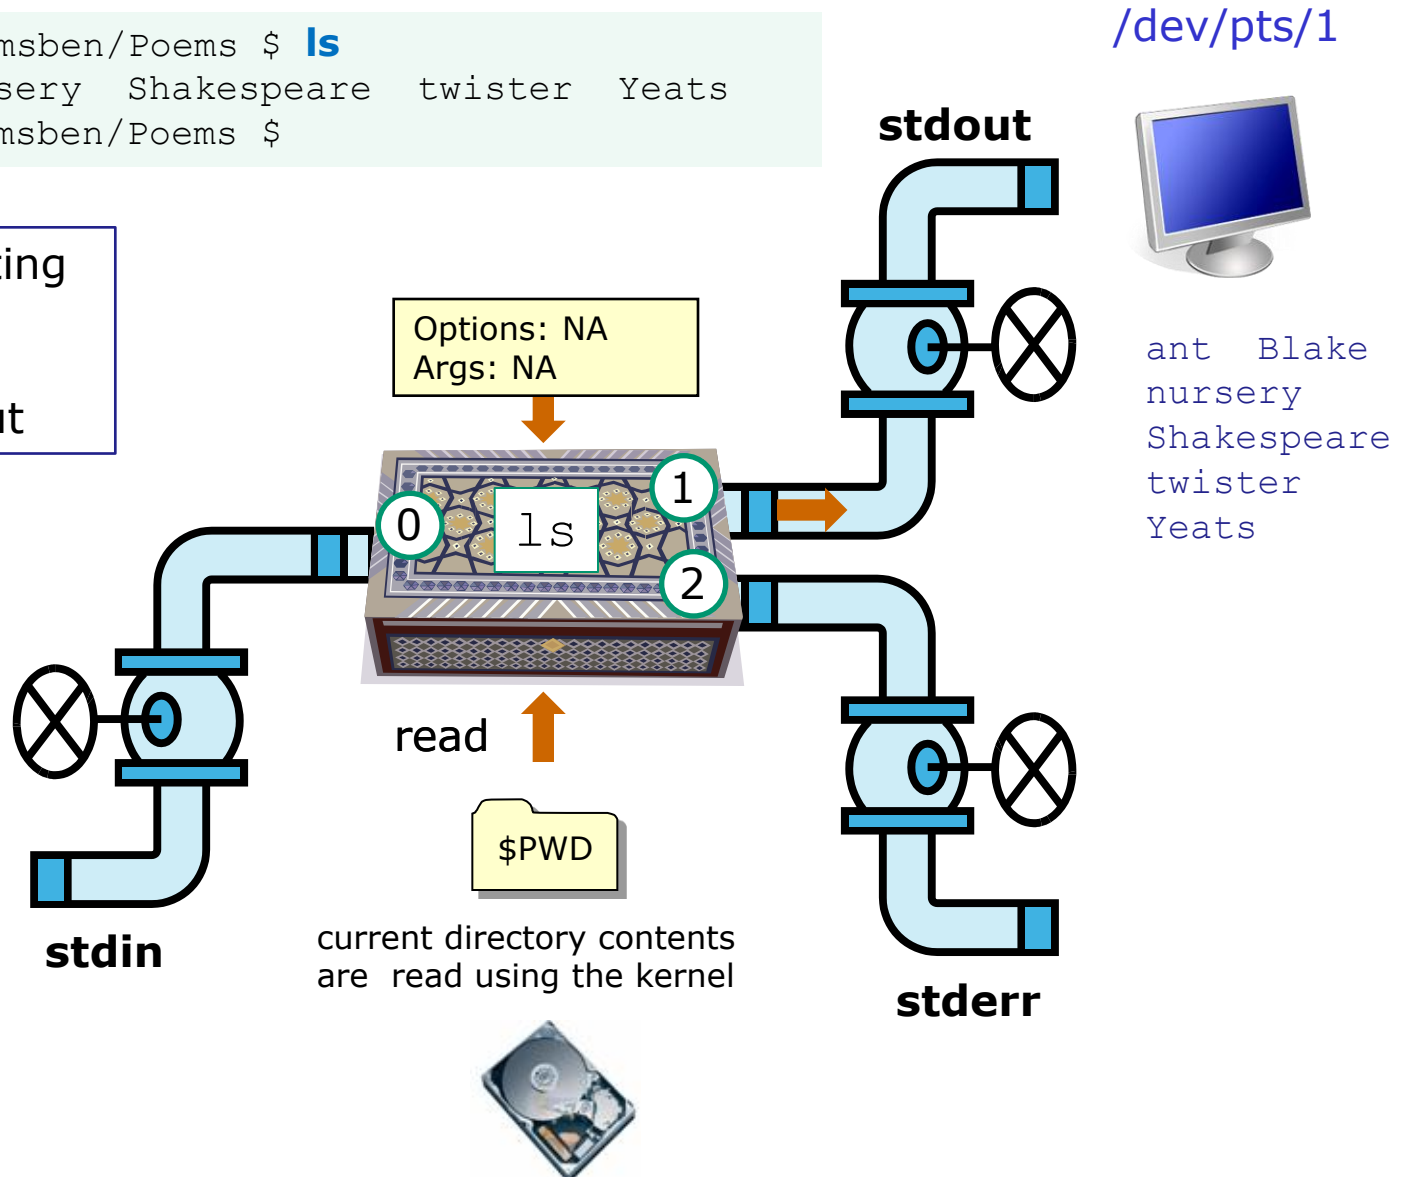 /dev/pts/1
msben/Poems $ ls
sery Shakespeare twister Yeats
msben/Poems $
stdout
ting
ut
Options: NA
Args: NA
ant Blake
nursery
Shakespeare
twister
Yeats
0
ls
1
2
read
$PWD
current directory contents
are read using the kernel
stdin
stderr